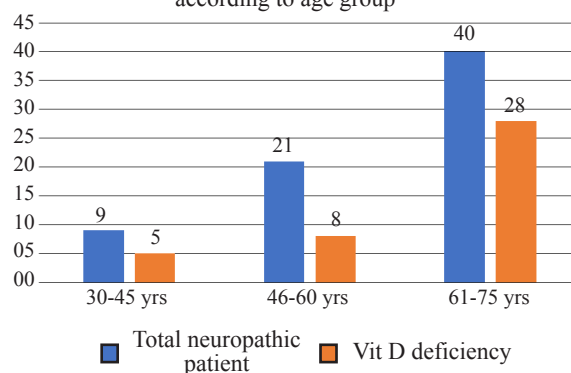 according to age group
45
40
35
30
25
20
15
10
05
00
9
5
21
8
40
28
30-45 yrs
46-60 yrs
61-75 yrs
Total neuropathic
patient
Vit D deficiency